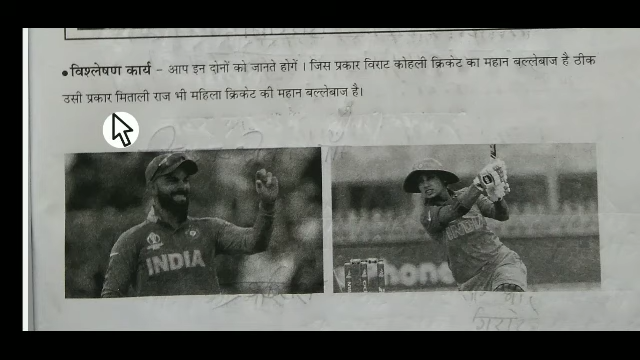 • विश्लेषण कार्य – आप इन दोनों को जानते होगें । जिस प्रकार विराट कोहली क्रिकेट का महान बल्लेबाज है ठीक
उसी प्रकार मिताली राज भी महिला क्रिकेट की महान बल्लेबाज है।
INDIA